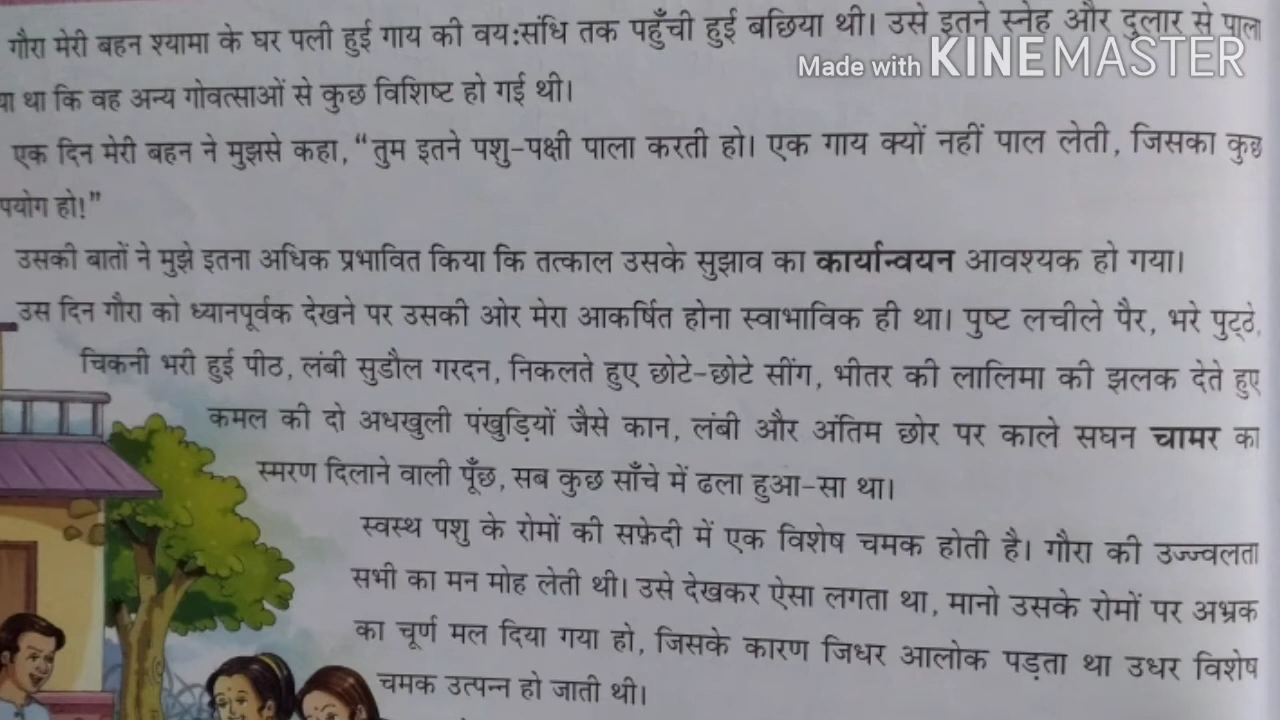 गौरा मेरी बहन श्यामा के घर पली हुई गाय की वय:संधि तक पहुँची हुई बछिया थी। उसे इतने स्नेह और दुलार से पाला
Made with KINEMASTER
या था कि वह अन्य गोवत्साओं से कुछ विशिष्ट हो गई थी।
एक दिन मेरी बहन ने मुझसे कहा, “तुम इतने पशु-पक्षी पाला करती हो। एक गाय क्यों नहीं पाल लेती, जिसका कुछ
पयोग हो!”
उसकी बातों ने मुझे इतना अधिक प्रभावित किया कि तत्काल उसके सुझाव का कार्यान्वयन आवश्यक हो गया।
उस दिन गौरा को ध्यानपूर्वक देखने पर उसकी ओर मेरा आकर्षित होना स्वाभाविक ही था। पुष्ट लचीले पैर, भरे पुट्ठे,
चिकनी भरी हुई पीठ, लंबी सुडौल गरदन, निकलते हुए छोटे-छोटे सींग, भीतर की लालिमा की झलक देते हुए
कमल की दो अधखुली पंखुड़ियों जैसे कान, लंबी और अंतिम छोर पर काले सघन चामर का
स्मरण दिलाने वाली पूँछ, सब कुछ साँचे में ढला हुआ-सा था।
स्वस्थ पशु के रोमों की सफ़ेदी में एक विशेष चमक होती है। गौरा की उज्ज्वलता
सभी का मन मोह लेती थी। उसे देखकर ऐसा लगता था, मानो उसके रोमों पर अभ्रक
का चूर्ण मल दिया गया हो, जिसके कारण जिधर आलोक पड़ता था उधर विशेष
चमक उत्पन्न हो जाती थी।